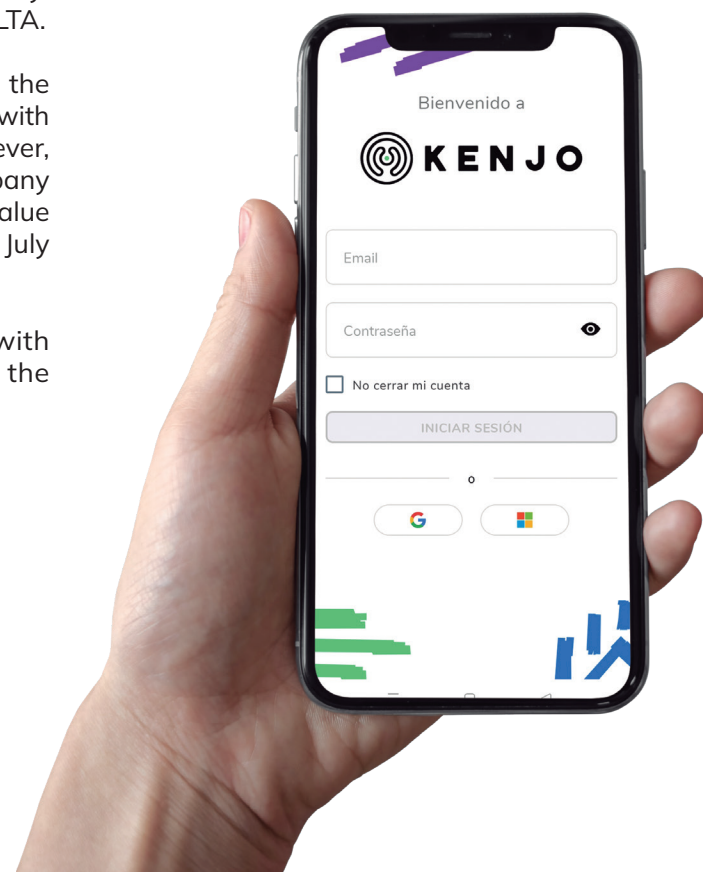 LTA.
the
with
ever,
pany
alue
July
with
the
Bienvenido a
KENJO
Email
Contraseña
No cerrar mi cuenta
INICIAR SESIÓN
o